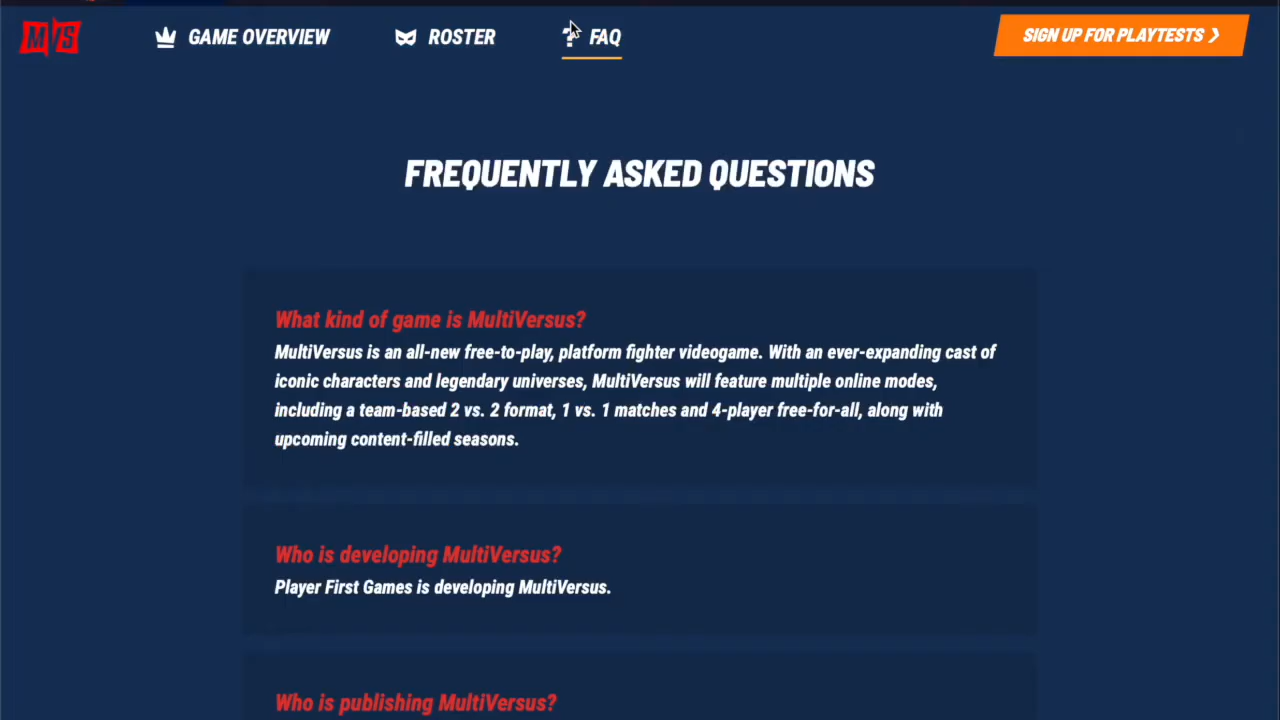 MVS
GAME OVERVIEW
ROSTER
FAQ
SIGN UP FOR PLAYTESTS
FREQUENTLY ASKED QUESTIONS
What kind of game is MultiVersus?
MultiVersus is an all-new free-to-play, platform fighter videogame. With an ever-expanding cast of
iconic characters and legendary universes, MultiVersus will feature multiple online modes,
including a team-based 2 vs. 2 format, 1 vs. 1 matches and 4-player free-for-all, along with
upcoming content-filled seasons.
Who is developing MultiVersus?
Player First Games is developing MultiVersus.
Who is publishing MultiVersus?